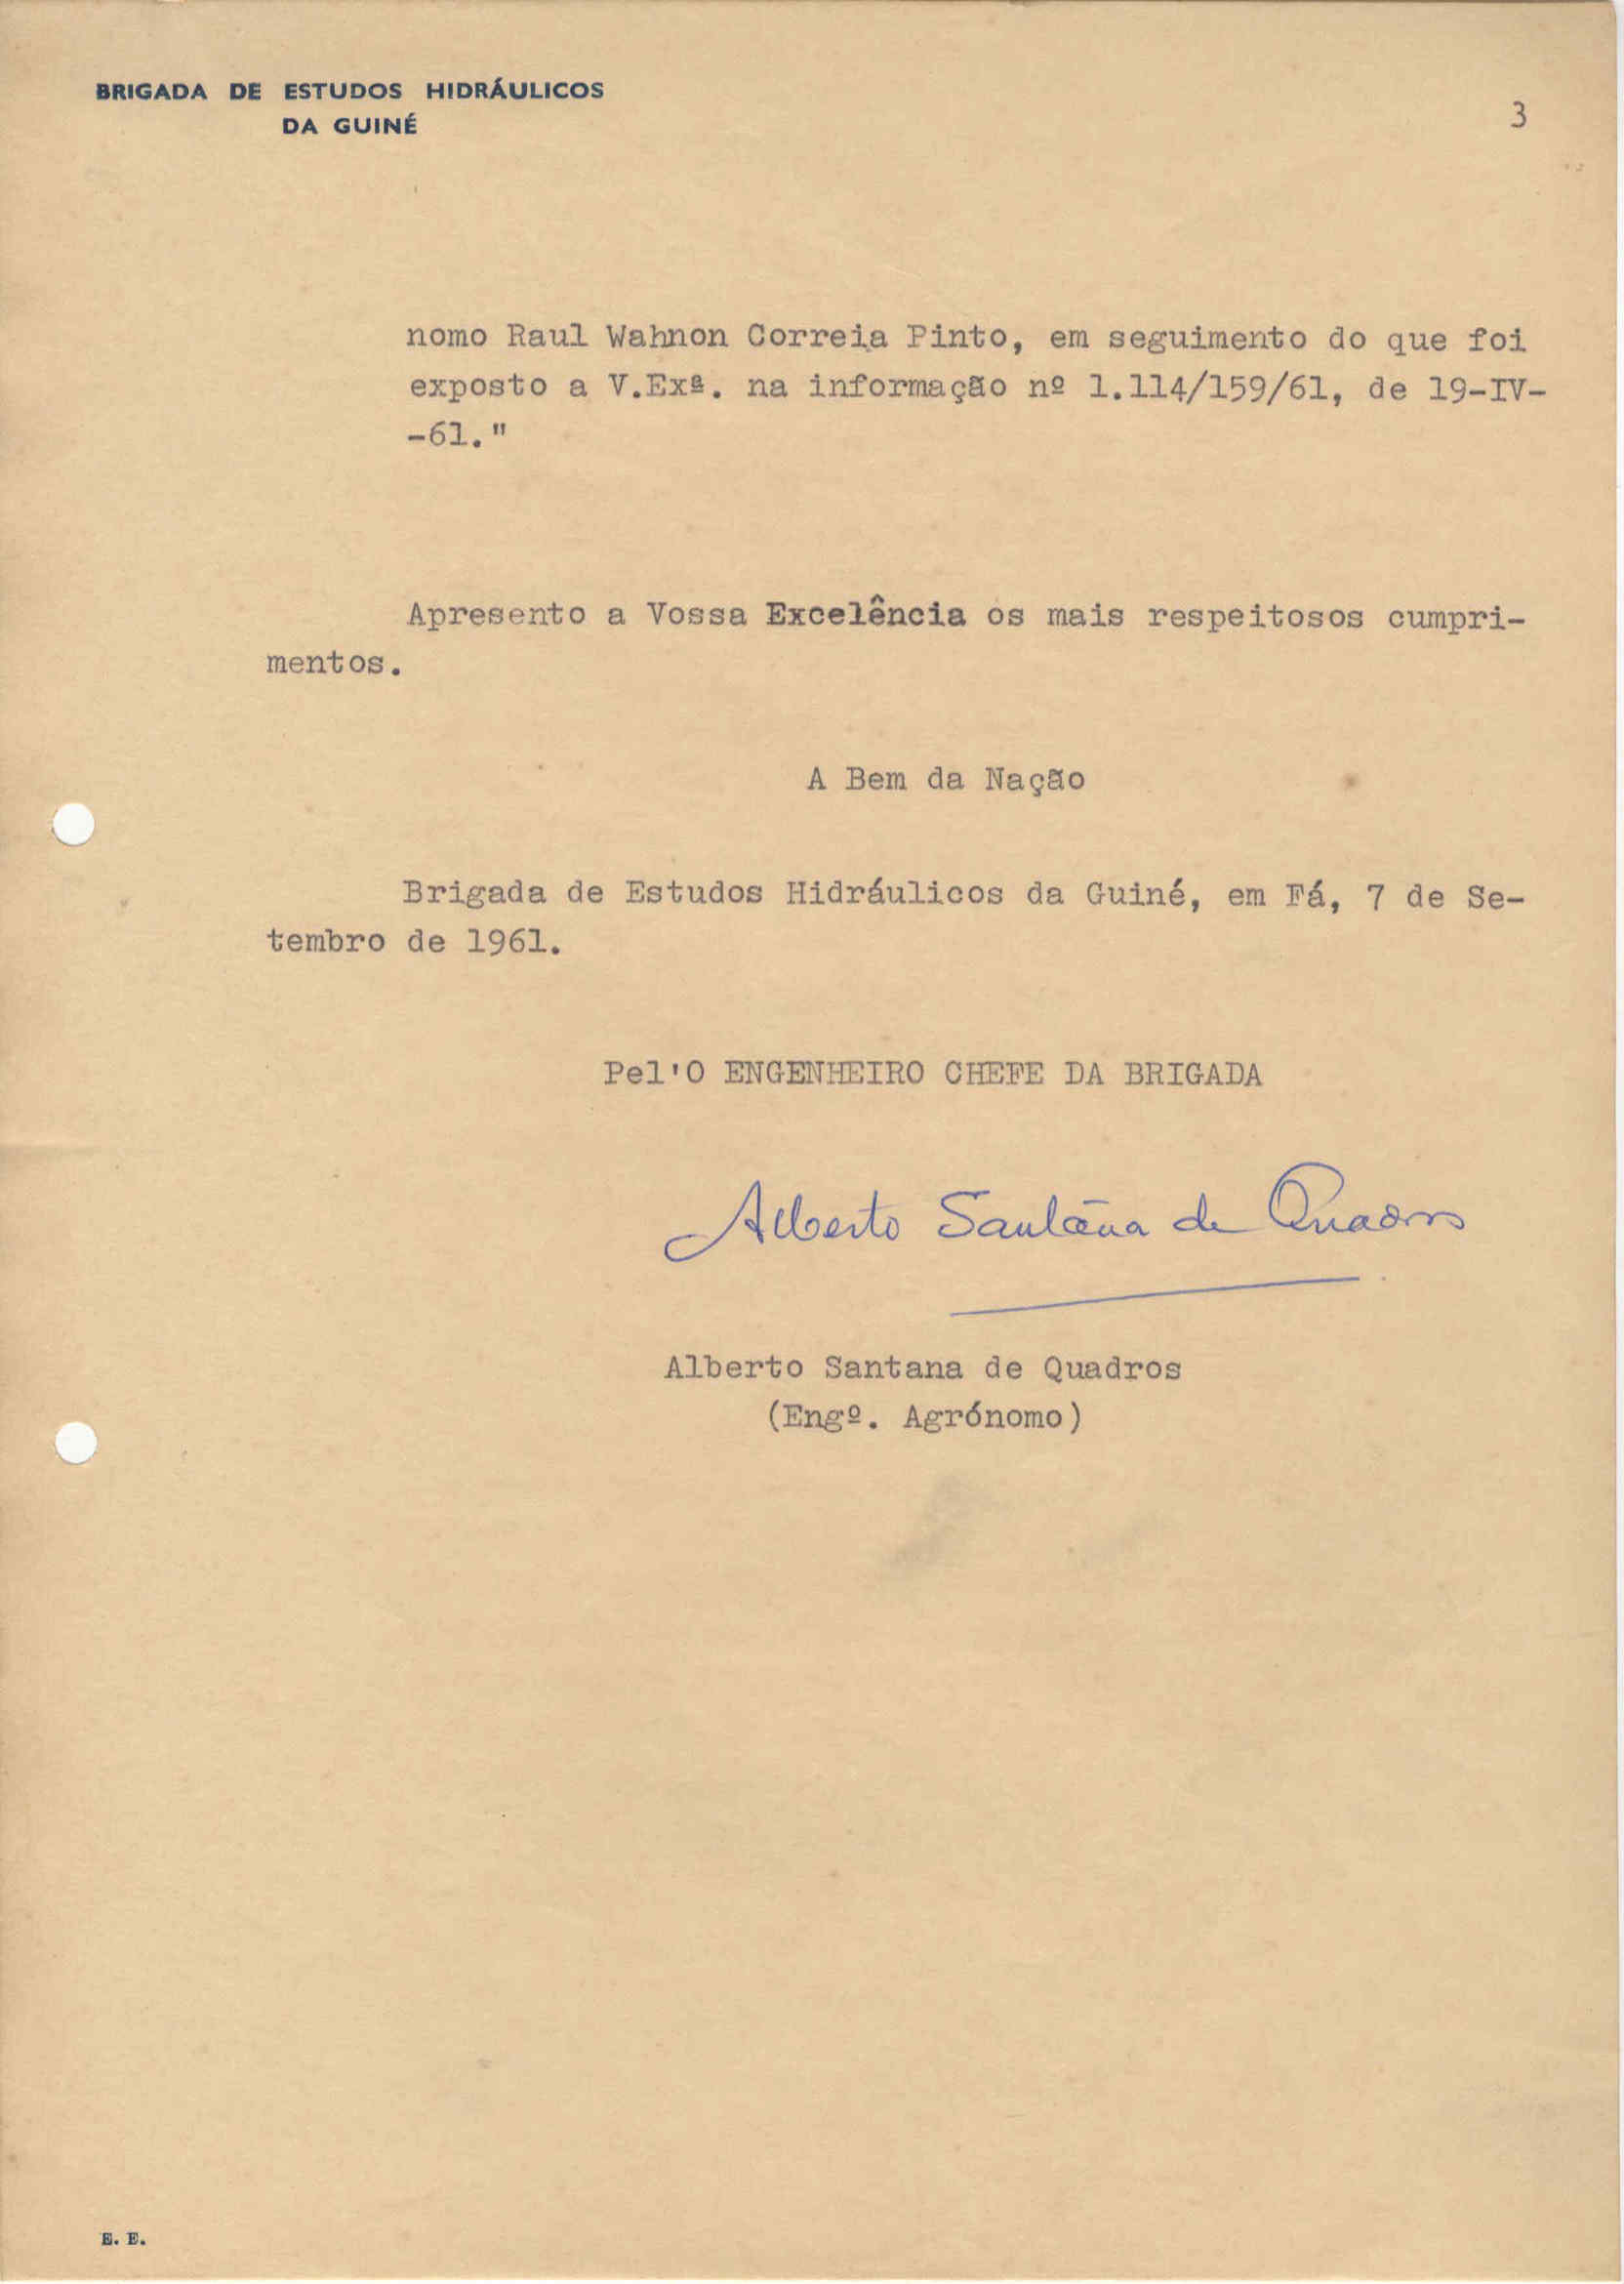 BRIGADA DE ESTUDOS HIDRÁULICOS
DA GUINÉ
3
nomo Raul Wahnon Correia Pinto, em seguimento do que foi
exposto a V.Exª. na informação nº 1.114/159/61, de 19-IV-
-61."
Apresento a Vossa Excelência os mais respeitosos cumpri-
mentos.
A Bem da Nação
Brigada de Estudos Hidráulicos da Guiné, em Fá, 7 de Se-
tembro de 1961.
Pel'O ENGENHEIRO CHEFE DA BRIGADA
Alberto Santana de Quadros
Alberto Santana de Quadros
(Engº. Agrónomo)
E. E.